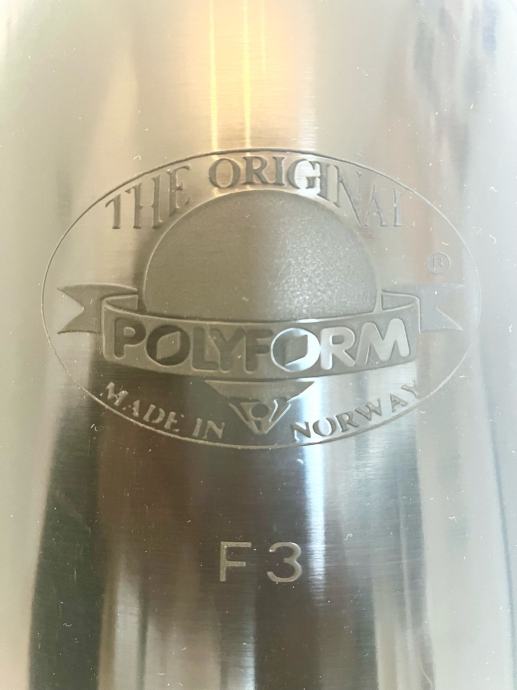 THE ORIGINAL
®
POLYFORM
MADE IN NORWAY
F3